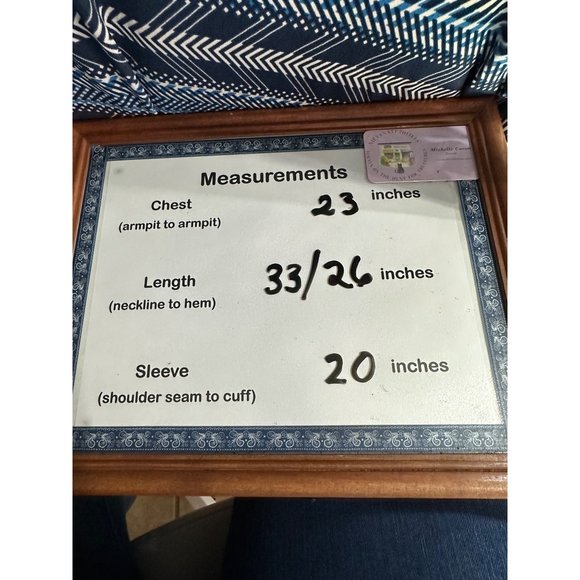 Measurements
Chest 23 inches
(armpit to armpit)
Length 33/26 inches
(neckline to hem)
Sleeve 20 inches
(shoulder seam to cuff)
Michelle